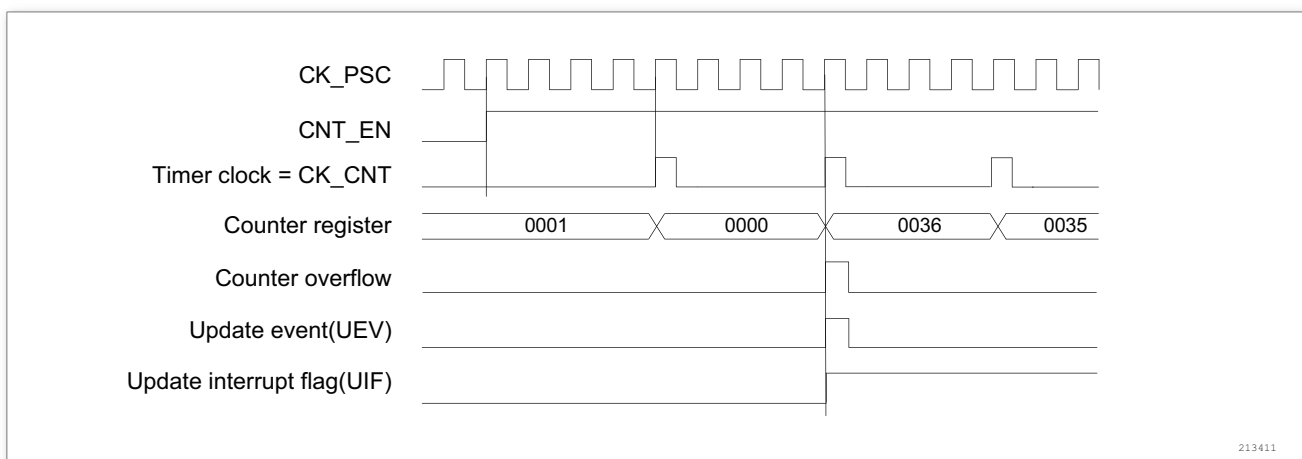 CK_PSC
CNT_EN
Timer clock = CK_CNT
Counter register 0001 0000 0036 0035
Counter overflow
Update event(UEV)
Update interrupt flag(UIF)
213411